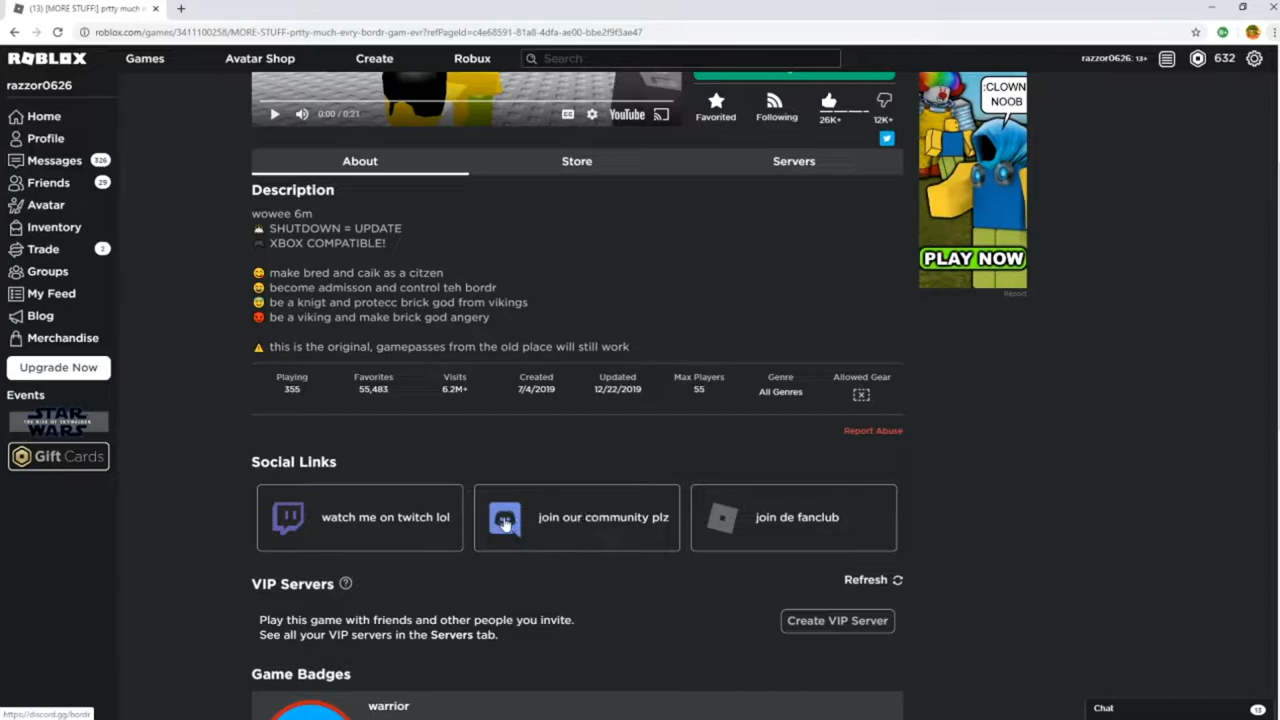 (13) [MORE STUFF:] prtty much
roblox.com/games/3411100258/MORE-STUFF-prtty-much-evry-bordr-gam-evr?refPageId=c4e68591-81a8-4dfa-ae00-bbe2f9f3ae47
ROBLOX
Games
Avatar Shop
Create
Robux
Search
razzor0626: 13+
632
razzor0626
Home
Profile
Messages 326
Friends 29
Avatar
Inventory
Trade 2
Groups
My Feed
Blog
Merchandise
Upgrade Now
Events
STAR WARS
THE RISE OF SKYWALKER
Gift Cards
0:00 / 0:21
CC
YouTube
Favorited
Following
26K+
12K+
About
Store
Servers
Description
wowee 6m
SHUTDOWN = UPDATE
XBOX COMPATIBLE!
make bred and caik as a citzen
become admisson and control teh bordr
be a knigt and protecc brick god from vikings
be a viking and make brick god angery
this is the original, gamepasses from the old place will still work
Playing
355
Favorites
55,483
Visits
6.2M+
Created
7/4/2019
Updated
12/22/2019
Max Players
55
Genre
All Genres
Allowed Gear
Report Abuse
Social Links
watch me on twitch lol
join our community plz
join de fanclub
VIP Servers
Refresh
Play this game with friends and other people you invite.
See all your VIP servers in the Servers tab.
Create VIP Server
Game Badges
warrior
:CLOWN
NOOB
PLAY NOW
Report
https://discord.gg/bordr
Chat
13